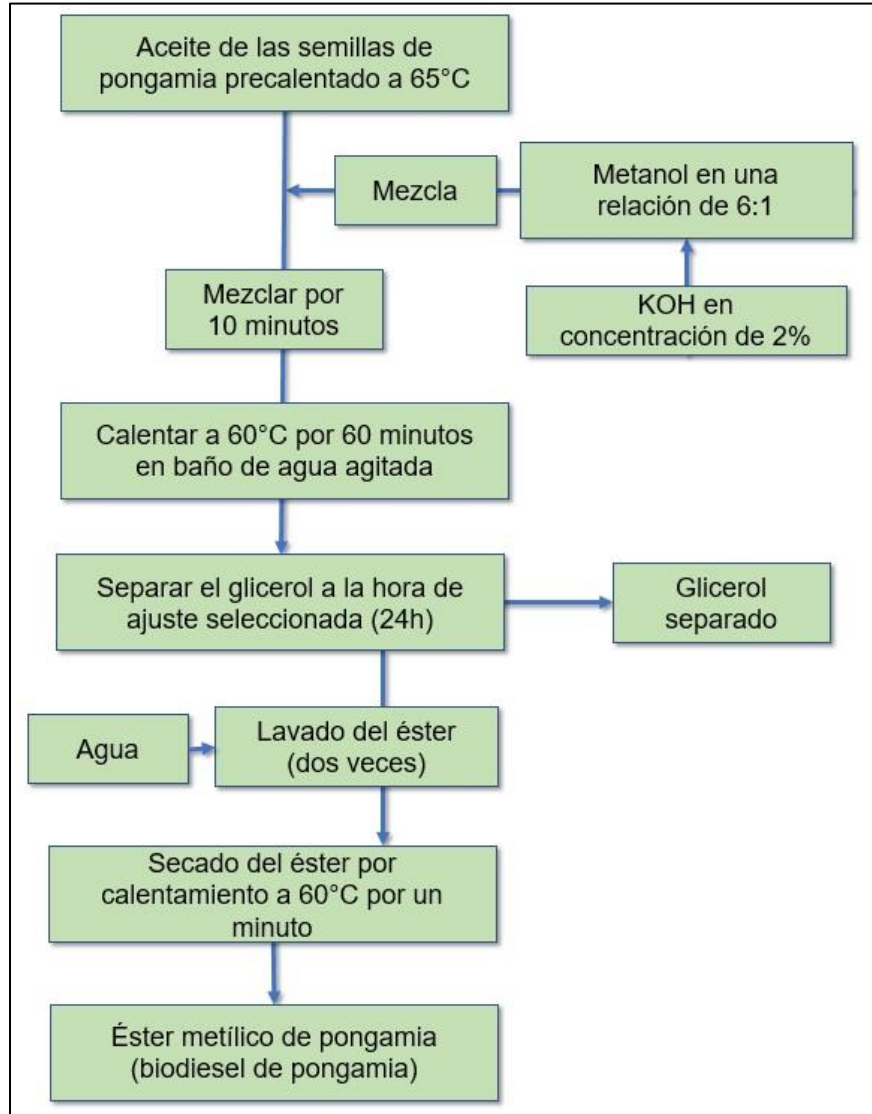 Aceite de las semillas de
pongamia precalentado a 65°C
Mezcla
Metanol en una
relación de 6:1
Mezclar por
10 minutos
KOH en
concentración de 2%
Calentar a 60°C por 60 minutos
en baño de agua agitada
Separar el glicerol a la hora de
ajuste seleccionada (24h)
Glicerol
separado
Agua
Lavado del éster
(dos veces)
Secado del éster por
calentamiento a 60°C por un
minuto
Éster metílico de pongamia
(biodiesel de pongamia)